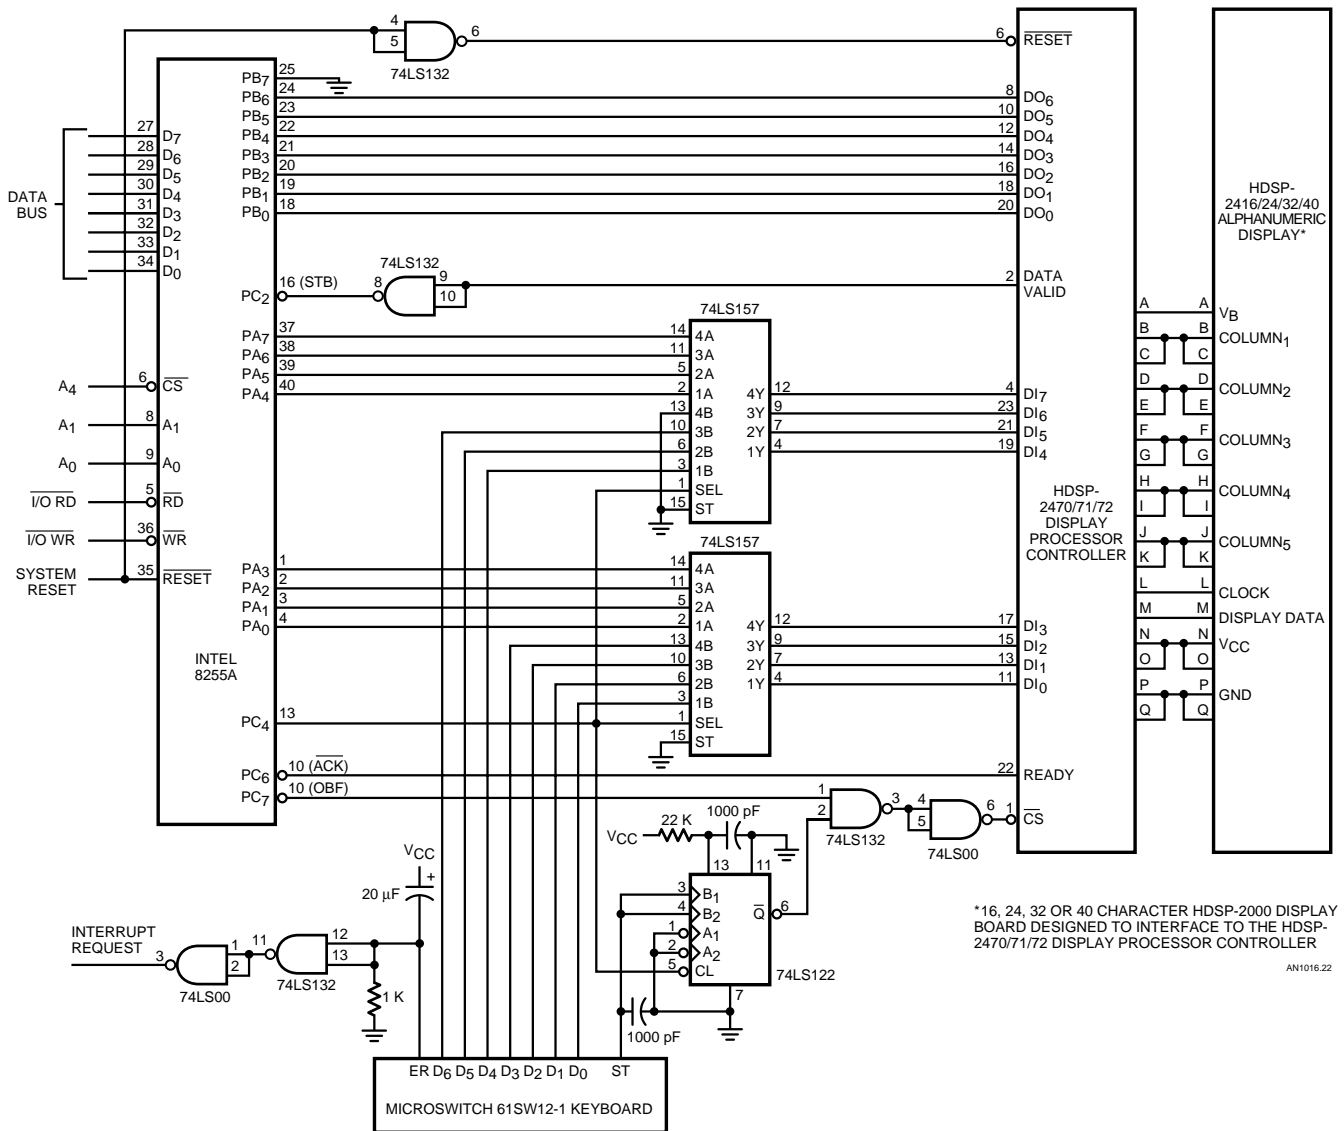 4
5
6
74LS132
6
RESET
25
PB7
24
PB6
23
PB5
22
PB4
21
PB3
20
PB2
19
PB1
18
PB0
8
DO6
10
DO5
12
DO4
14
DO3
16
DO2
18
DO1
20
DO0
DATA
BUS
27
D7
28
D6
29
D5
30
D4
31
D3
32
D2
33
D1
34
D0
HDSP-
2416/24/32/40
ALPHANUMERIC
DISPLAY*
74LS132
PC2
16 (STB)
8
9
10
2
DATA
VALID
PA7
37
PA6
38
PA5
39
PA4
40
A4
6
CS
A1
8
A1
A0
9
A0
I/O RD
5
RD
I/O WR
36
WR
SYSTEM
RESET
35
RESET
74LS157
14
4A
11
3A
5
2A
2
1A
13
4B
10
3B
6
2B
3
1B
1
SEL
15
ST
4Y
12
3Y
9
2Y
7
1Y
4
4
DI7
23
DI6
21
DI5
19
DI4
HDSP-
2470/71/72
DISPLAY
PROCESSOR
CONTROLLER
A
A
VB
B
B
COLUMN1
C
C
D
D
COLUMN2
E
E
F
F
COLUMN3
G
G
H
H
COLUMN4
I
I
J
J
COLUMN5
K
K
L
L
CLOCK
M
M
DISPLAY DATA
N
N
VCC
O
O
P
P
GND
Q
Q
PA3
1
PA2
2
PA1
3
PA0
4
INTEL
8255A
PC4
13
PC6
10 (ACK)
PC7
10 (OBF)
74LS157
14
4A
11
3A
5
2A
2
1A
13
4B
10
3B
6
2B
3
1B
1
SEL
15
ST
4Y
12
3Y
9
2Y
7
1Y
4
17
DI3
15
DI2
13
DI1
11
DI0
22
READY
1
2
3
74LS132
4
5
6
74LS00
1
CS
VCC
22 K
1000 pF
13
11
3
B1
4
B2
1
A1
2
A2
5
CL
Q
6
7
74LS122
1000 pF
VCC
+
20 µF
INTERRUPT
REQUEST
3
1
2
74LS00
11
12
13
74LS132
1 K
ER D6 D5 D4 D3 D2 D1 D0 ST
MICROSWITCH 61SW12-1 KEYBOARD
*16, 24, 32 OR 40 CHARACTER HDSP-2000 DISPLAY
BOARD DESIGNED TO INTERFACE TO THE HDSP-
2470/71/72 DISPLAY PROCESSOR CONTROLLER
AN1016.22